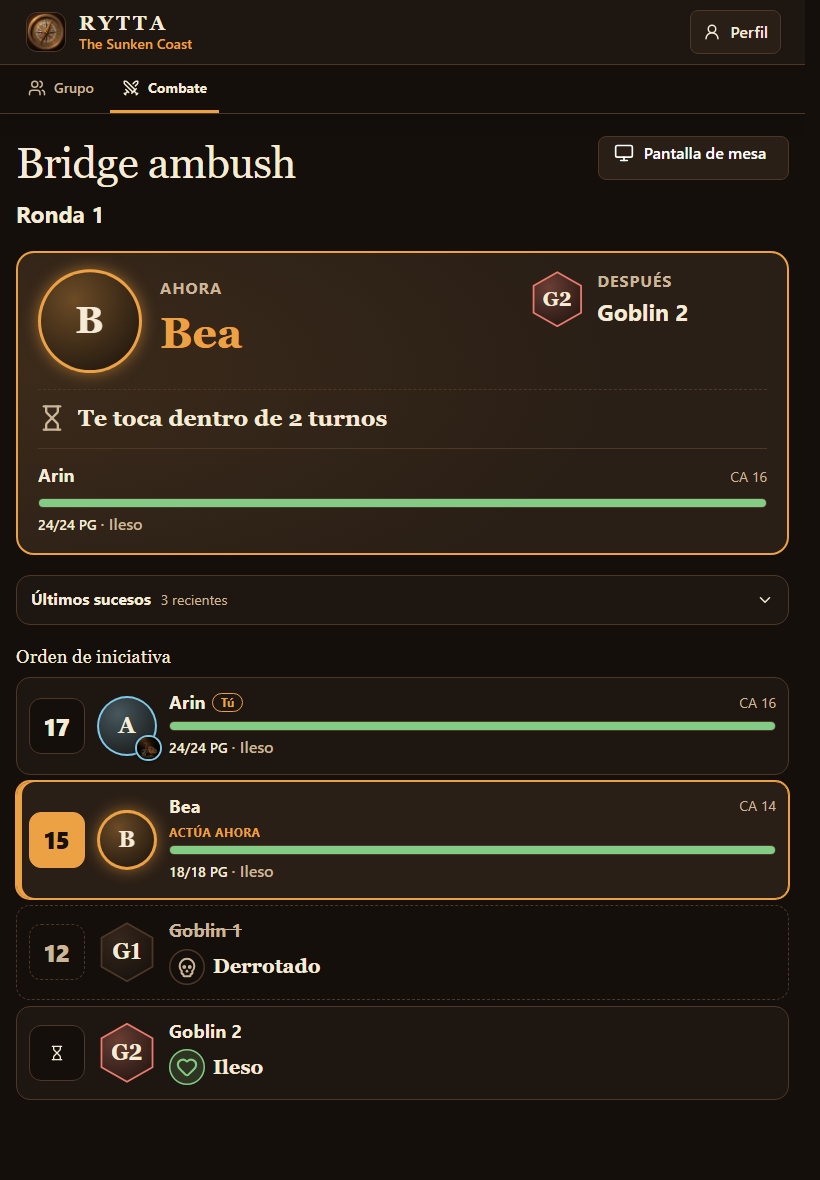 RYTTA
The Sunken Coast
Perfil
Grupo
Combate
Bridge ambush
Pantalla de mesa
Ronda 1
B
AHORA
Bea
G2
DESPUÉS
Goblin 2
Te toca dentro de 2 turnos
Arin
CA 16
24/24 PG · Ileso
Últimos sucesos 3 recientes
Orden de iniciativa
17
A
Arin Tú
CA 16
24/24 PG · Ileso
15
B
Bea
CA 14
ACTÚA AHORA
18/18 PG · Ileso
12
G1
Goblin 1
Derrotado
G2
Goblin 2
Ileso